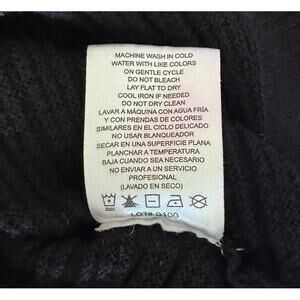 MACHINE WASH IN COLD
WATER WITH LIKE COLORS
ON GENTLE CYCLE
DO NOT BLEACH
LAY FLAT TO DRY
COOL IRON IF NEEDED
DO NOT DRY CLEAN
LAVAR A MÁQUINA CON AGUA FRÍA
Y CON PRENDAS DE COLORES
SIMILARES EN EL CICLO DELICADO
NO USAR BLANQUEADOR
SECAR EN UNA SUPERFICIE PLANA
PLANCHAR A TEMPERATURA
BAJA CUANDO SEA NECESARIO
NO ENVIAR A UN SERVICIO
PROFESIONAL
(LAVADO EN SECO)
LOT# 0100